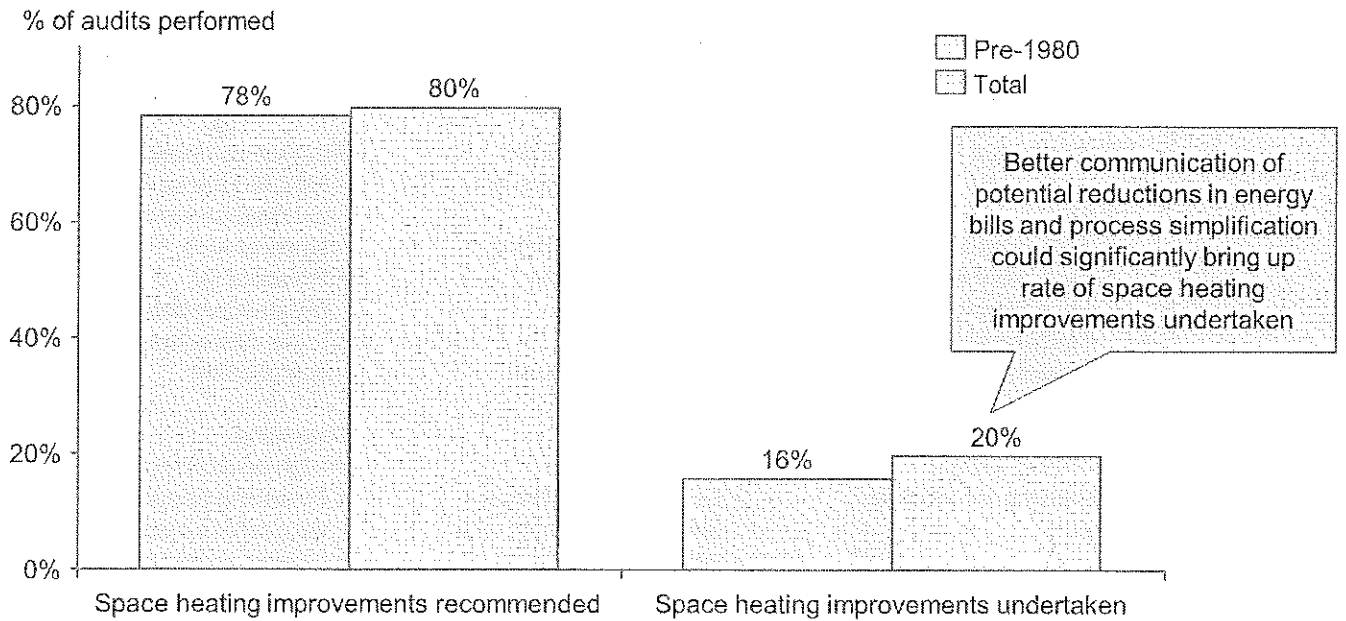 % of audits performed
Pre-1980
Total
80%
60%
40%
20%
0%
78%
80%
16%
20%
Better communication of
potential reductions in energy
bills and process simplification
could significantly bring up
rate of space heating
improvements undertaken
Space heating improvements recommended
Space heating improvements undertaken